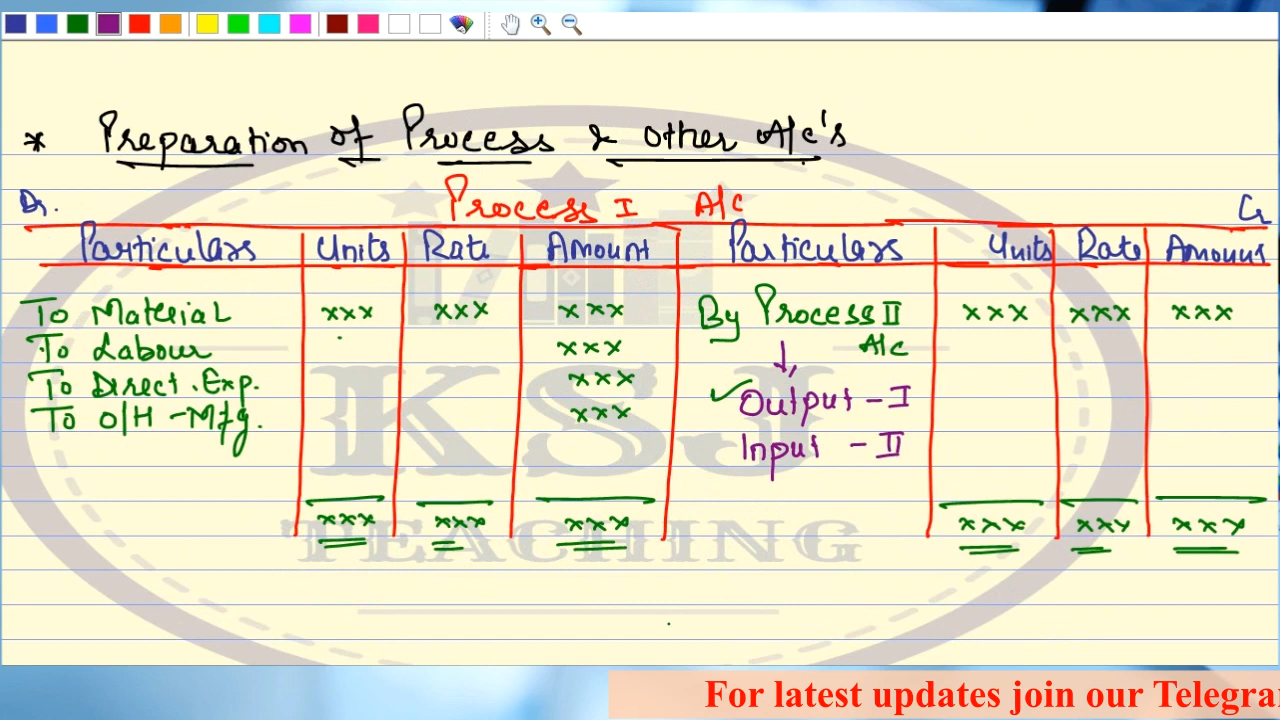 * Preparation of Process & other A/c's
Dr. Process I A/c Cr
Particulars Units Rate Amount Particulars Units Rate Amount
To Material xxx xxx xxx By Process II xxx xxx xxx
To Labour xxx A/c
To Direct. Exp. xxx
To O/H - Mfg. xxx Output - I
Input - II
xxx xxx xxx xxx xxx xxx
KSJ
TEACHING
For latest updates join our Telegra